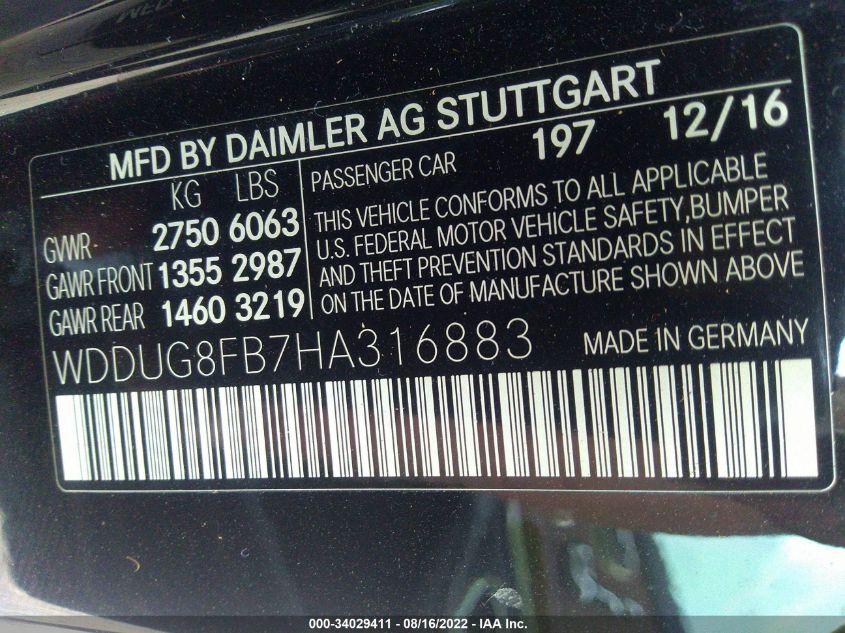 MFD BY DAIMLER AG STUTTGART
KG LBS
GVWR 2750 6063
GAWR FRONT 1355 2987
GAWR REAR 1460 3219
PASSENGER CAR 197 12/16
THIS VEHICLE CONFORMS TO ALL APPLICABLE
U.S. FEDERAL MOTOR VEHICLE SAFETY,BUMPER
AND THEFT PREVENTION STANDARDS IN EFFECT
ON THE DATE OF MANUFACTURE SHOWN ABOVE
WDDUG8FB7HA316883 MADE IN GERMANY
000-34029411 - 08/16/2022 - IAA Inc.